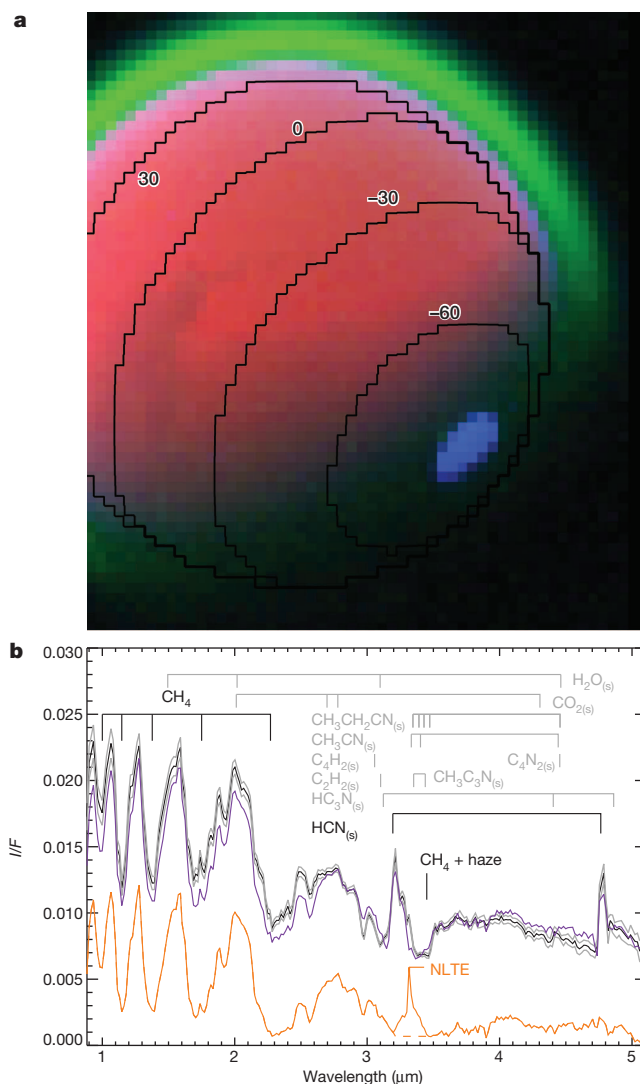 a
30
0
–30
–60
b
0.030
0.025
0.020
0.015
0.010
0.005
0.000
I/F
H2O(s)
CH4
CO2(s)
CH3CH2CN(s)
CH3CN(s)
C4H2(s)
C4N2(s)
C2H2(s)
CH3C3N(s)
HC3N(s)
HCN(s)
CH4 + haze
NLTE
1 2 3 4 5
Wavelength (μm)